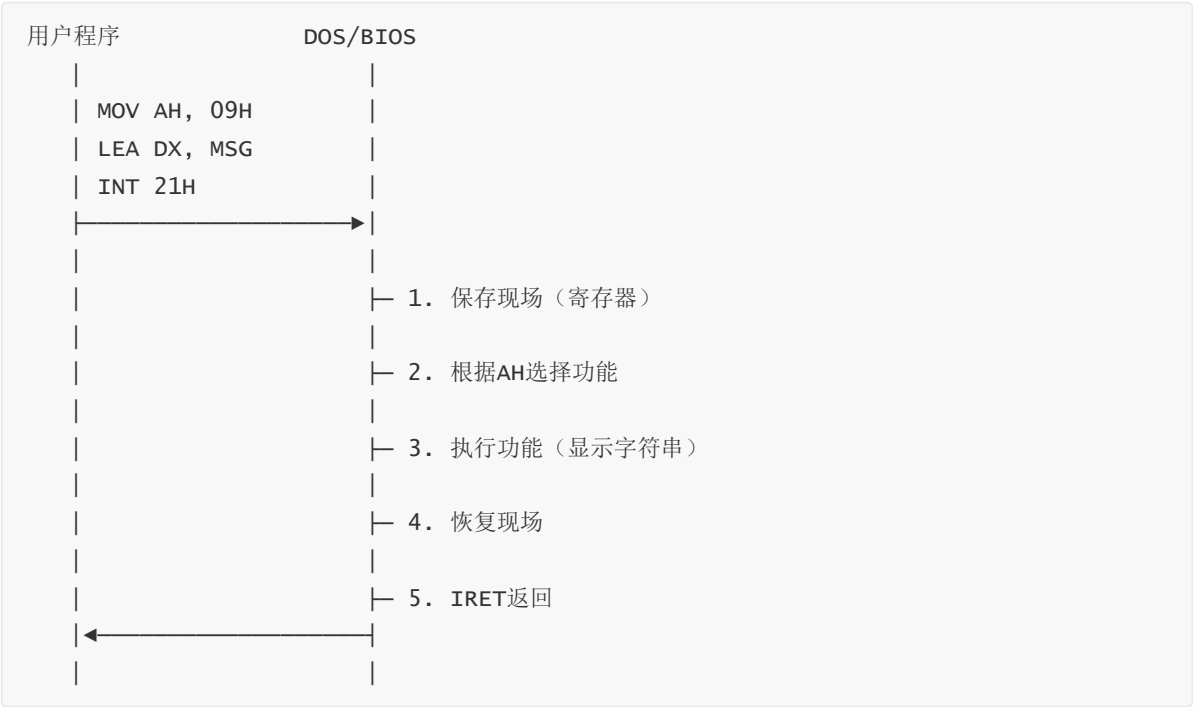 用户程序 DOS/BIOS
MOV AH, 09H
LEA DX, MSG
INT 21H
1. 保存现场（寄存器）
2. 根据AH选择功能
3. 执行功能（显示字符串）
4. 恢复现场
5. IRET返回